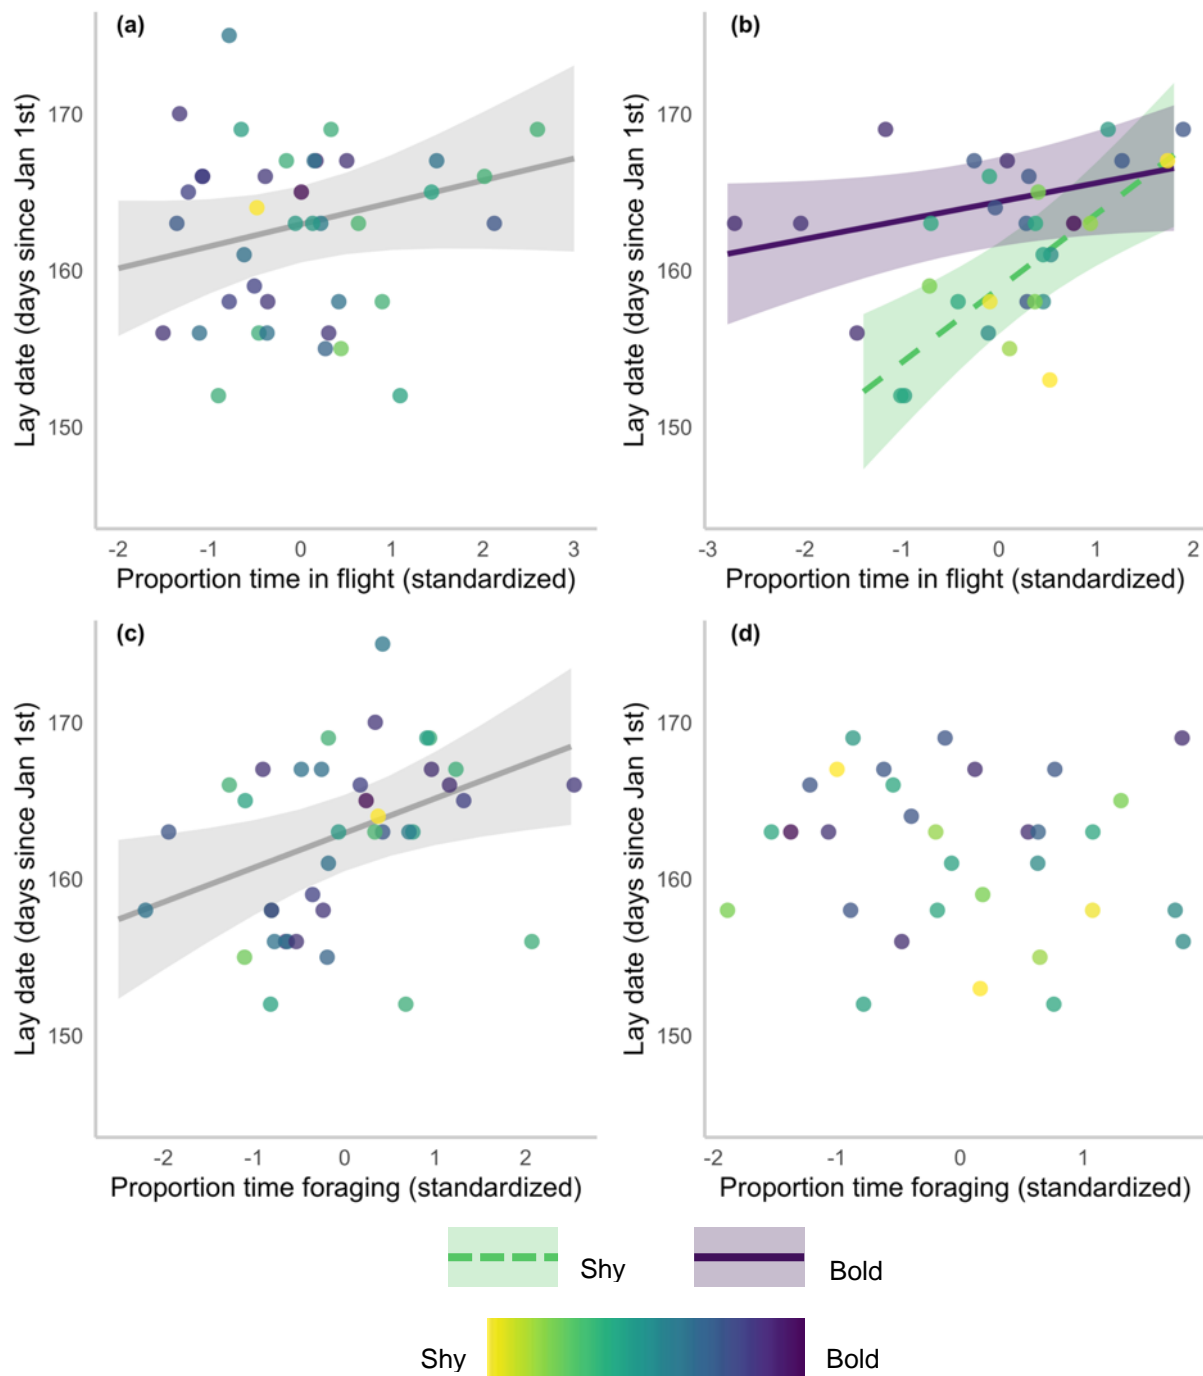 (a)
Lay date (days since Jan 1st)
170
160
150
-2 -1 0 1 2 3
Proportion time in flight (standardized)
(b)
Lay date (days since Jan 1st)
170
160
150
-3 -2 -1 0 1 2
Proportion time in flight (standardized)
(c)
Lay date (days since Jan 1st)
170
160
150
-2 -1 0 1 2
Proportion time foraging (standardized)
(d)
Lay date (days since Jan 1st)
170
160
150
-2 -1 0 1
Proportion time foraging (standardized)
Shy Bold
Shy Bold